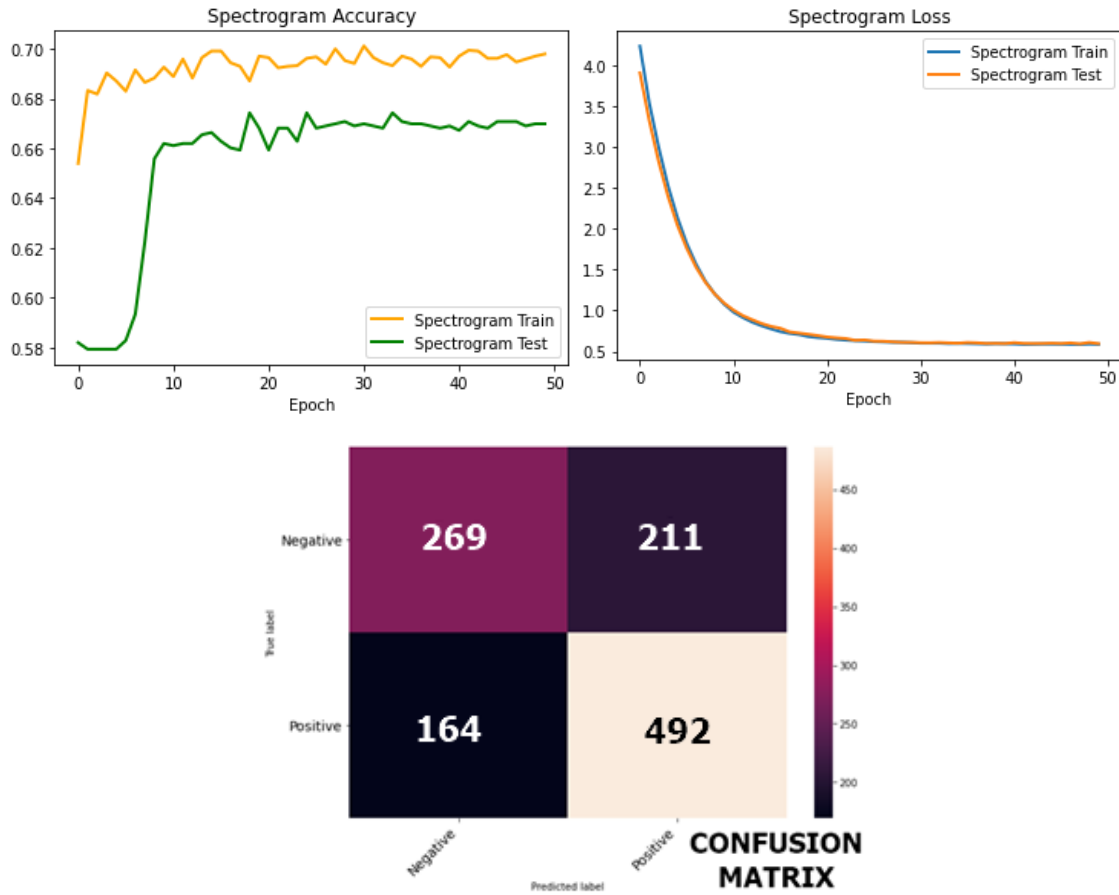 Spectrogram Accuracy
0.70
0.68
0.66
0.64
0.62
0.60
0.58
0
10
20
30
40
50
Epoch
Spectrogram Train
Spectrogram Test
Spectrogram Loss
4.0
3.5
3.0
2.5
2.0
1.5
1.0
0.5
0
10
20
30
40
50
Epoch
Spectrogram Train
Spectrogram Test
True label
Negative
269
211
Positive
164
492
Negative
Positive
Predicted label
450
400
350
300
250
200
CONFUSION
MATRIX